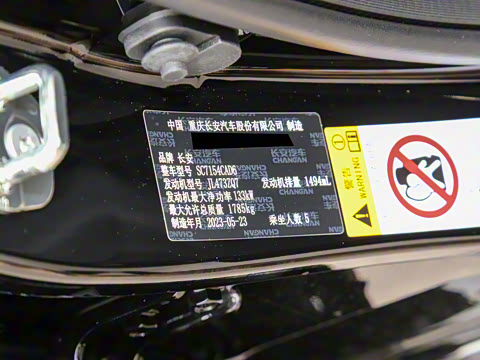 中国 重庆长安汽车股份有限公司 制造
品牌 长安
整车型号 SC7154CAD6
发动机型号 JL473ZQ7 发动机排量 1494mL
发动机最大净功率 133kW
最大允许总质量 1785kg
制造年月 2023-05-23 乘坐人数 5
警告
WARNING